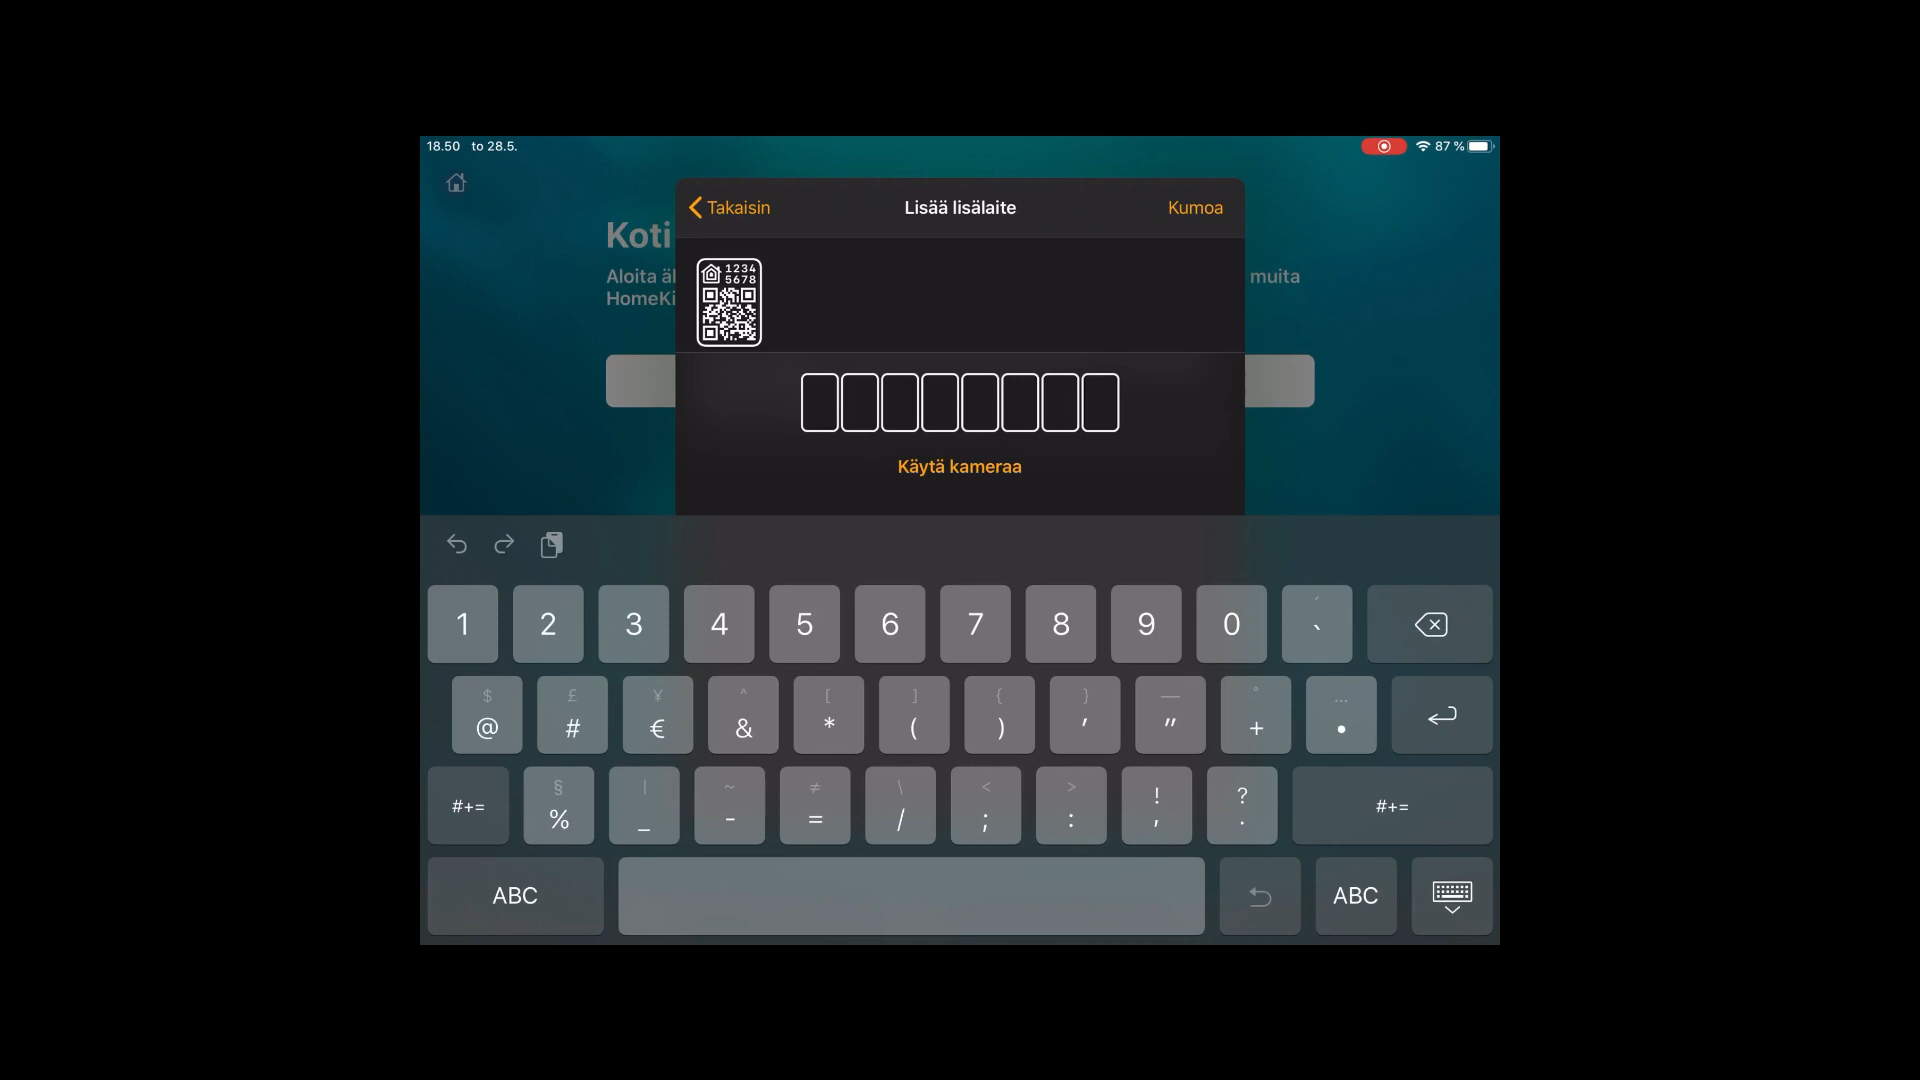 18.50 to 28.5.
87 %
Takaisin
Lisää lisälaite
Kumoa
Koti
Aloita äl
muita
HomeKi
1234
5678
Käytä kameraa
1 2 3 4 5 6 7 8 9 0 ´ `
$ £ ¥ ^ [ ] { } — ° …
@ # € & * ( ) ' " + •
§ | ~ ≠ \ < > ! ?
#+= % _ - = / ; : , . #+=
ABC ABC